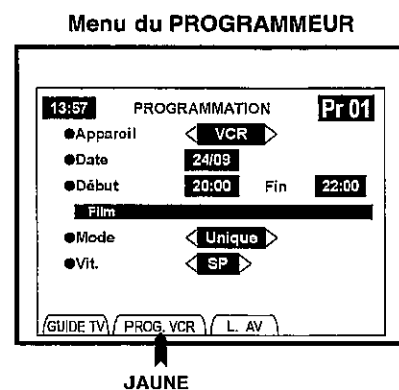 Menu du PROGRAMMEUR
13:57 PROGRAMMATION Pr 01
●Appareil VCR
●Date 24/09
●Début 20:00 Fin 22:00
Film
●Mode Unique
●Vit. SP
GUIDE TV PROG. VCR L. AV
JAUNE